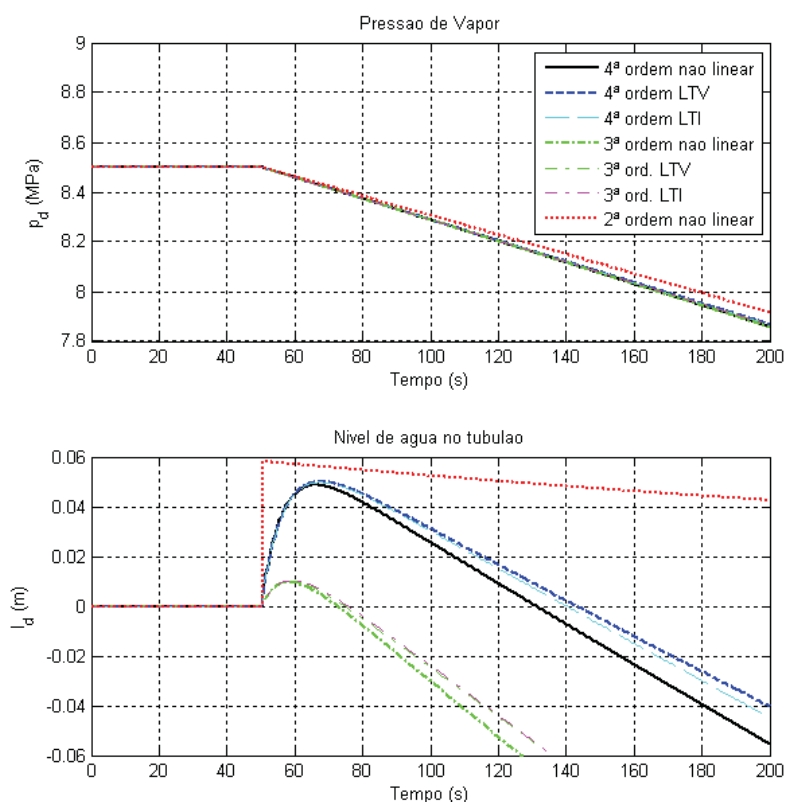 Pressao de Vapor
9
8.8
8.6
8.4
8.2
8
7.8
p_d (MPa)
4ª ordem nao linear
4ª ordem LTV
4ª ordem LTI
3ª ordem nao linear
3ª ord. LTV
3ª ord. LTI
2ª ordem nao linear
0 20 40 60 80 100 120 140 160 180 200
Tempo (s)
Nivel de agua no tubulao
0.06
0.04
0.02
0
-0.02
-0.04
-0.06
l_d (m)
0 20 40 60 80 100 120 140 160 180 200
Tempo (s)